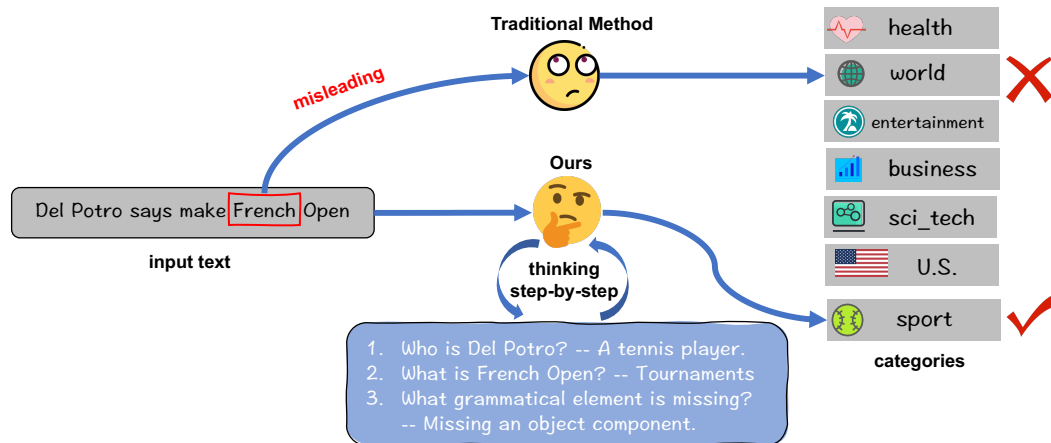 Traditional Method
misleading
Ours
Del Potro says make French Open
input text
thinking
step-by-step
1. Who is Del Potro? -- A tennis player.
2. What is French Open? -- Tournaments
3. What grammatical element is missing?
-- Missing an object component.
health
world
entertainment
business
sci_tech
U.S.
sport
categories